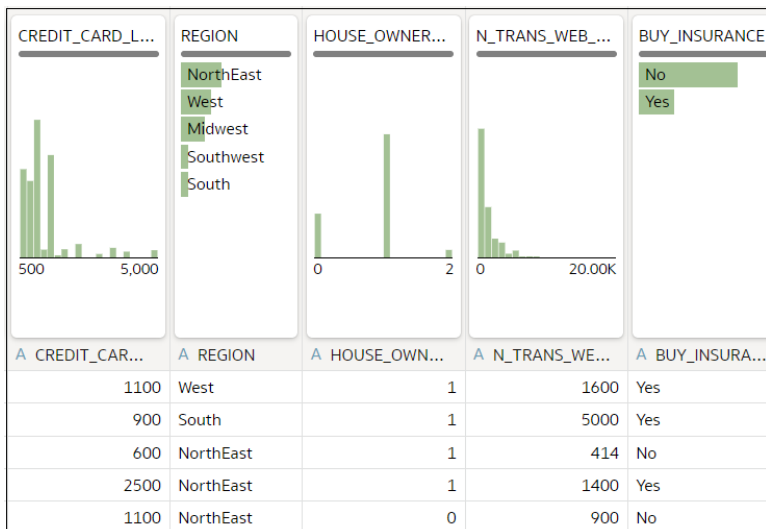 CREDIT_CARD_L... REGION HOUSE_OWNER... N_TRANS_WEB_... BUY_INSURANCE
NorthEast No
West Yes
Midwest
Southwest
South
500 5,000 0 2 0 20.00K
A CREDIT_CAR... A REGION A HOUSE_OWN... A N_TRANS_WE... A BUY_INSURA...
1100 West 1 1600 Yes
900 South 1 5000 Yes
600 NorthEast 1 414 No
2500 NorthEast 1 1400 Yes
1100 NorthEast 0 900 No